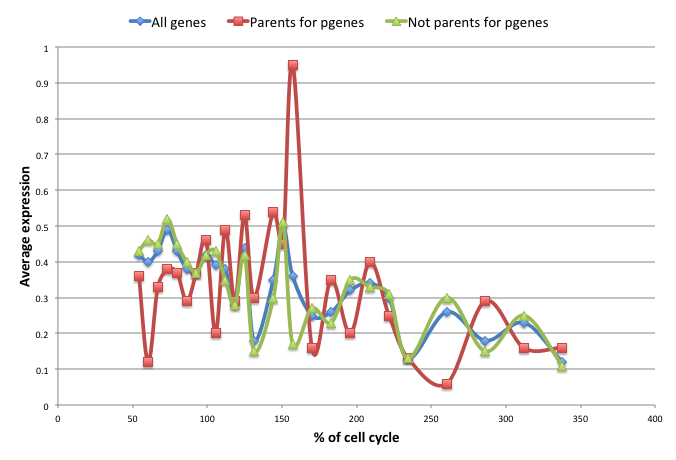 All genes Parents for pgenes Not parents for pgenes
1
0.9
0.8
0.7
0.6
0.5
0.4
0.3
0.2
0.1
0
Average expression
0 50 100 150 200 250 300 350 400
% of cell cycle